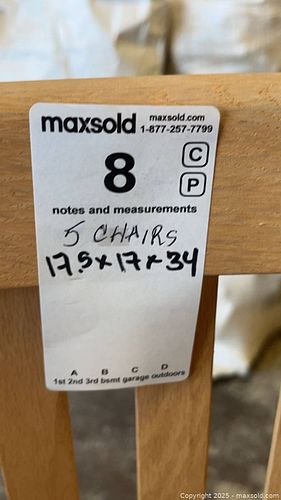 maxsold maxsold.com
1-877-257-7799
8 C
P
notes and measurements
5 CHAIRS
17.5 x 17 x 34
A B C D
1st 2nd 3rd bsmt garage outdoors
Copyright 2025 - maxsold.com